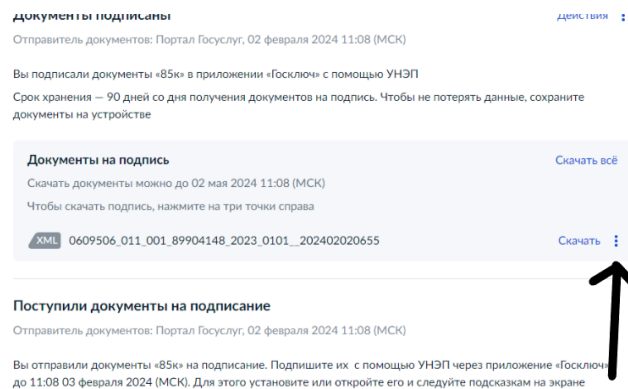 Документы подписаны
Действия
Отправитель документов: Портал Госуслуг, 02 февраля 2024 11:08 (МСК)
Вы подписали документы «85к» в приложении «Госключ» с помощью УНЭП
Срок хранения — 90 дней со дня получения документов на подпись. Чтобы не потерять данные, сохраните
документы на устройстве
Документы на подпись
Скачать всё
Скачать документы можно до 02 мая 2024 11:08 (МСК)
Чтобы скачать подпись, нажмите на три точки справа
XML 0609506_011_001_89904148_2023_0101__202402020655
Скачать
Поступили документы на подписание
Отправитель документов: Портал Госуслуг, 02 февраля 2024 11:08 (МСК)
Вы отправили документы «85к» на подписание. Подпишите их с помощью УНЭП через приложение «Госключ»
до 11:08 03 февраля 2024 (МСК). Для этого установите или откройте его и следуйте подсказкам на экране